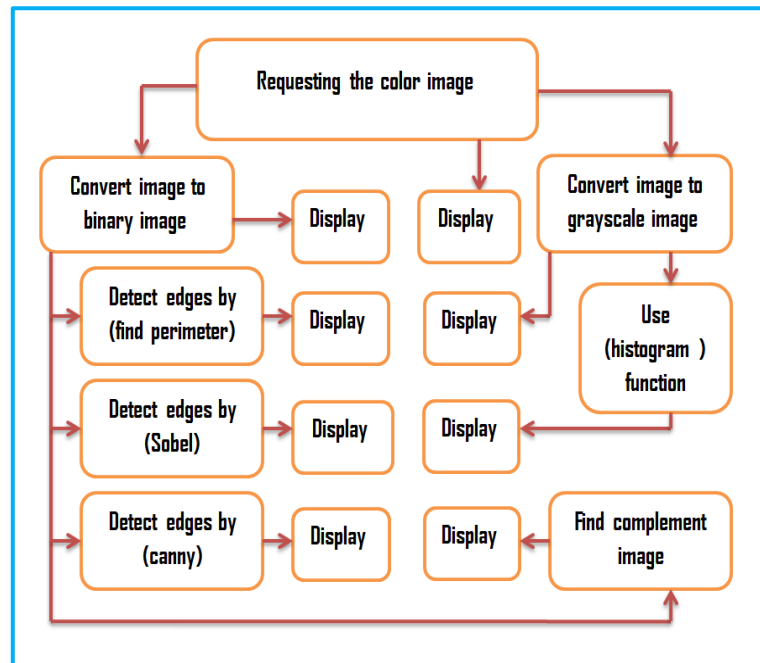 Requesting the color image
Convert image to
binary image
Display
Display
Convert image to
grayscale image
Detect edges by
(find perimeter)
Display
Display
Use
(histogram )
function
Detect edges by
(Sobel)
Display
Display
Detect edges by
(canny)
Display
Display
Find complement
image